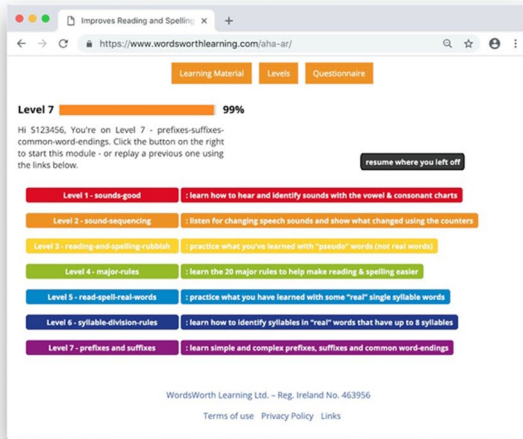 Improves Reading and Spelling
https://www.wordsworthlearning.com/aha-ar/
Learning Material Levels Questionnaire
Level 7 99%
Hi S123456, You're on Level 7 - prefixes-suffixes-
common-word-endings. Click the button on the right
to start this module - or replay a previous one using
the links below.
resume where you left off
Level 1 - sounds-good : learn how to hear and identify sounds with the vowel & consonant charts
Level 2 - sound-sequencing : listen for changing speech sounds and show what changed using the counters
Level 3 - reading-and-spelling-rubbish : practice what you've learned with "pseudo" words (not real words)
Level 4 - major-rules : learn the 20 major rules to help make reading & spelling easier
Level 5 - read-spell-real-words : practice what you have learned with some "real" single syllable words
Level 6 - syllable-division-rules : learn how to identify syllables in "real" words that have up to 8 syllables
Level 7 - prefixes and suffixes : learn simple and complex prefixes, suffixes and common word-endings
WordsWorth Learning Ltd. – Reg. Ireland No. 463956
Terms of use Privacy Policy Links